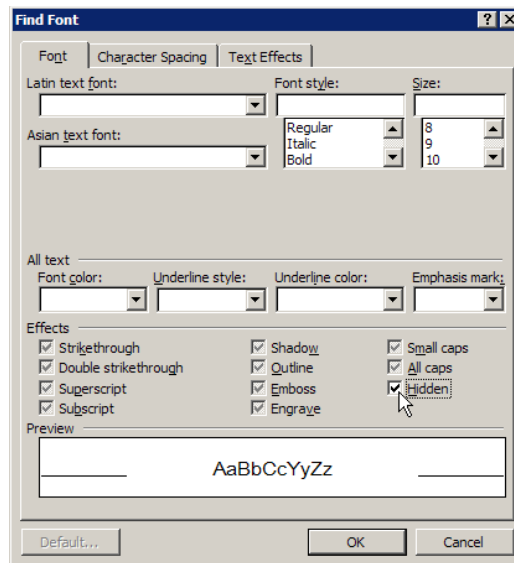 Find Font
Font Character Spacing Text Effects
Latin text font: Font style: Size:
Asian text font: Regular 8
Italic 9
Bold 10
All text
Font color: Underline style: Underline color: Emphasis mark:
Effects
Strikethrough Shadow Small caps
Double strikethrough Outline All caps
Superscript Emboss Hidden
Subscript Engrave
Preview
AaBbCcYyZz
Default... OK Cancel